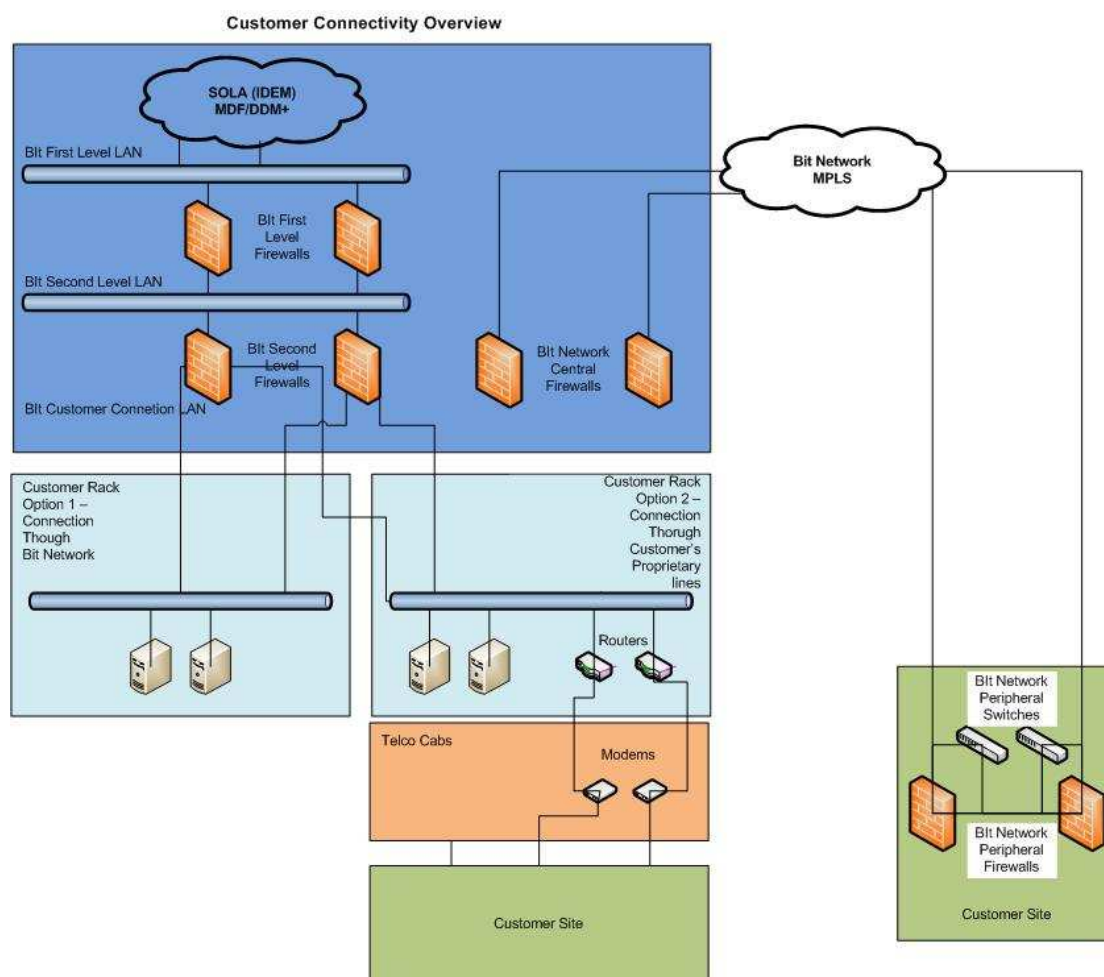 Customer Connectivity Overview
SOLA (IDEM)
MDF/DDM+
BIt First Level LAN
BIt First
Level
Firewalls
BIt Second Level LAN
BIt Second
Level
Firewalls
BIt Customer Connetion LAN
BIt Network
Central
Firewalls
Bit Network
MPLS
Customer Rack
Option 1 –
Connection
Though
Bit Network
Customer Rack
Option 2 –
Connection
Thorugh
Customer's
Proprietary
lines
Routers
Telco Cabs
Modems
Customer Site
BIt Network
Peripheral
Switches
BIt Network
Peripheral
Firewalls
Customer Site